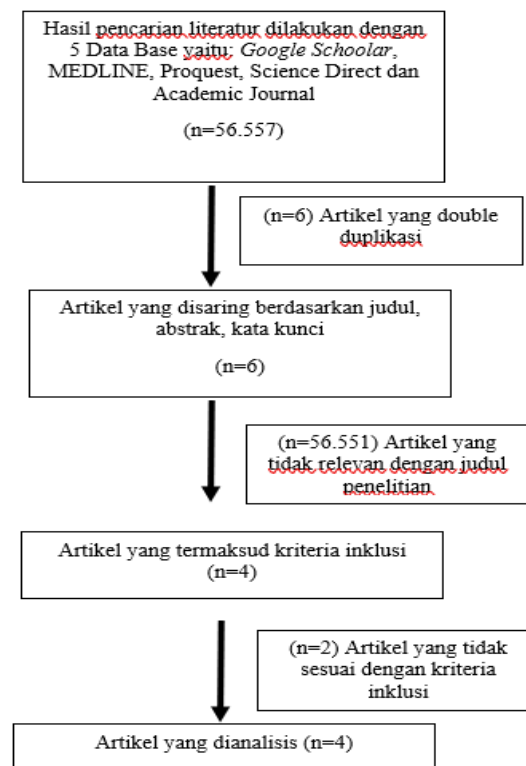 Hasil pencarian literatur dilakukan dengan
5 Data Base yaitu: Google Schoolar,
MEDLINE, Proquest, Science Direct dan
Academic Journal
(n=56.557)
(n=6) Artikel yang double
duplikasi
Artikel yang disaring berdasarkan judul,
abstrak, kata kunci
(n=6)
(n=56.551) Artikel yang
tidak relevan dengan judul
penelitian
Artikel yang termaksud kriteria inklusi
(n=4)
(n=2) Artikel yang tidak
sesuai dengan kriteria
inklusi
Artikel yang dianalisis (n=4)